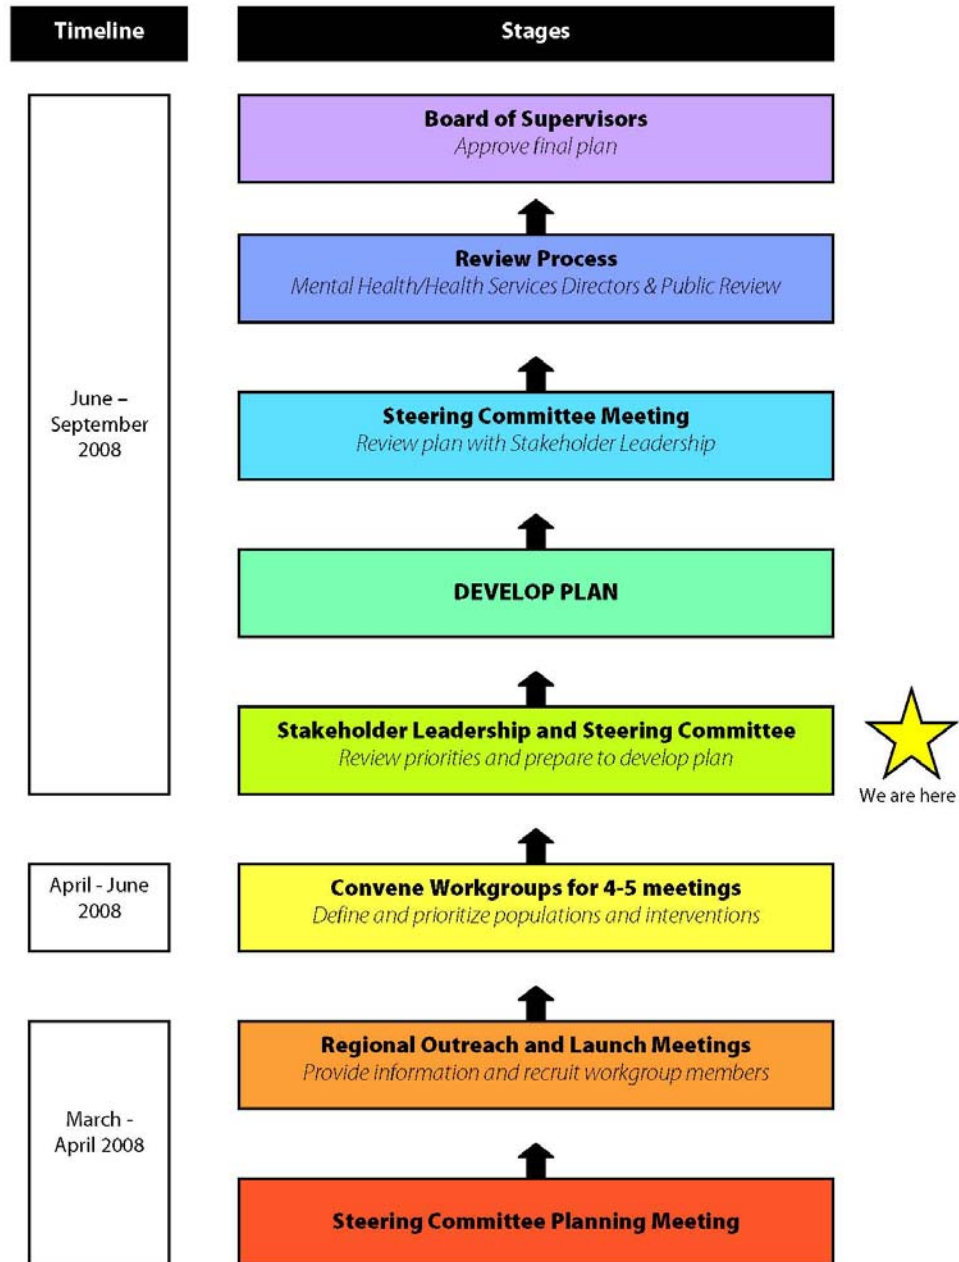 Timeline
Stages
Board of Supervisors
Approve final plan
Review Process
Mental Health/Health Services Directors & Public Review
June –
September
2008
Steering Committee Meeting
Review plan with Stakeholder Leadership
DEVELOP PLAN
Stakeholder Leadership and Steering Committee
Review priorities and prepare to develop plan
We are here
April - June
2008
Convene Workgroups for 4-5 meetings
Define and prioritize populations and interventions
March -
April 2008
Regional Outreach and Launch Meetings
Provide information and recruit workgroup members
Steering Committee Planning Meeting